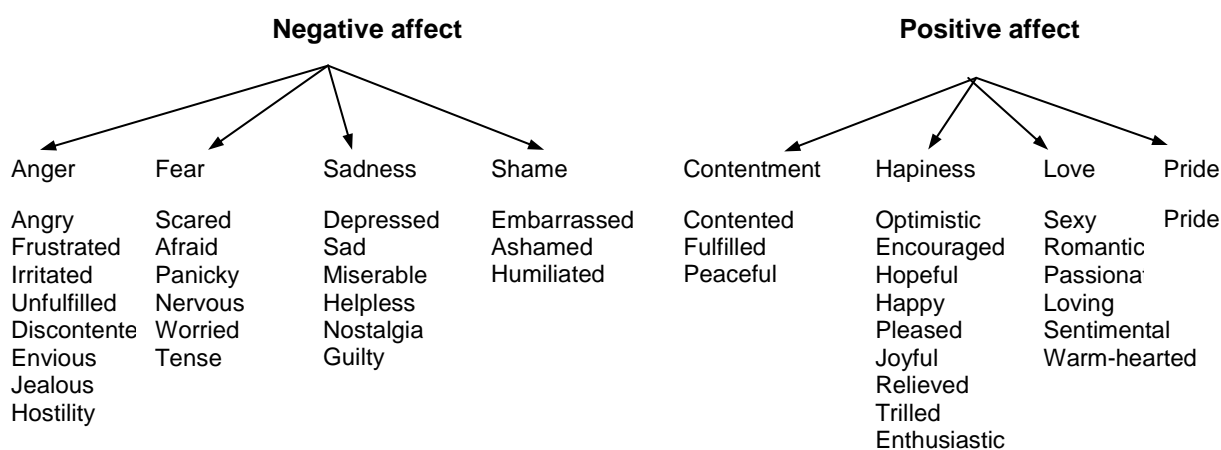 Negative affect
Positive affect
Anger Fear Sadness Shame Contentment Hapiness Love Pride
Angry Scared Depressed Embarrassed Contented Optimistic Sexy Pride
Frustrated Afraid Sad Ashamed Fulfilled Encouraged Romantic
Irritated Panicky Miserable Humiliated Peaceful Hopeful Passionat
Unfulfilled Nervous Helpless Happy Loving
Discontente Worried Nostalgia Pleased Sentimental
Envious Tense Guilty Joyful Warm-hearted
Jealous Relieved
Hostility Trilled
Enthusiastic